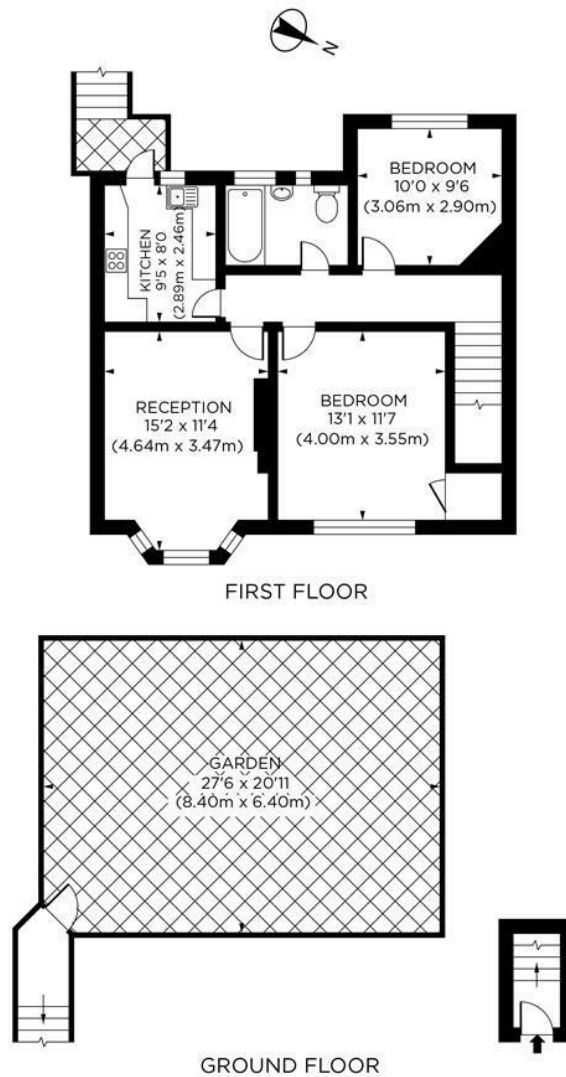 N
BEDROOM
10'0 x 9'6
(3.06m x 2.90m)
KITCHEN
9'5 x 8'0
(2.89m x 2.46m)
RECEPTION
15'2 x 11'4
(4.64m x 3.47m)
BEDROOM
13'1 x 11'7
(4.00m x 3.55m)
FIRST FLOOR
GARDEN
27'6 x 20'11
(8.40m x 6.40m)
GROUND FLOOR